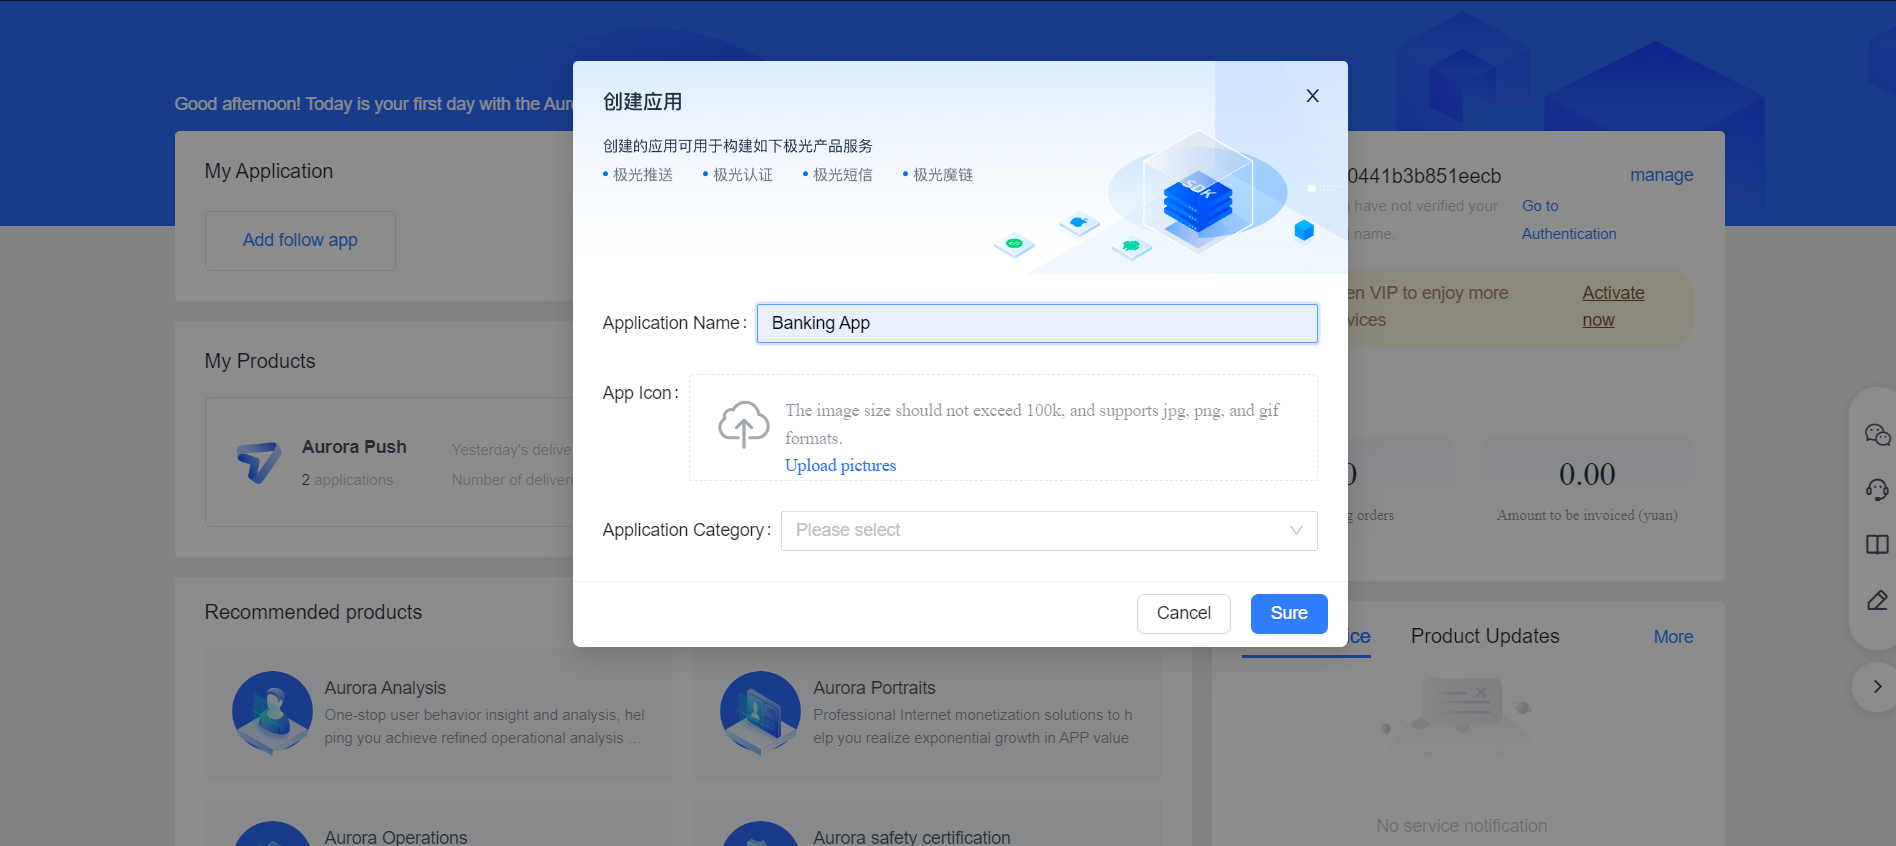 Good afternoon! Today is your first day with the
创建应用
创建的应用可用于构建如下极光产品服务
极光推送 极光认证 极光短信 极光魔链
SDK
My Application
Add follow app
0441b3b851eecb
manage
have not verified your
name.
Go to
Authentication
VIP to enjoy more
Activate
now
Application Name:
Banking App
App Icon:
The image size should not exceed 100k, and supports jpg, png, and gif
formats.
Upload pictures
My Products
Aurora Push
2 applications
Yesterday's
Number of
orders
0.00
Amount to be invoiced (yuan)
Application Category:
Please select
Cancel
Sure
Recommended products
Product Updates
More
Aurora Analysis
One-stop user behavior insight and analysis, hel
ping you achieve refined operational analysis ...
Aurora Portraits
Professional Internet monetization solutions to h
elp you realize exponential growth in APP value
No service notification
Aurora Operations
Aurora safety certification